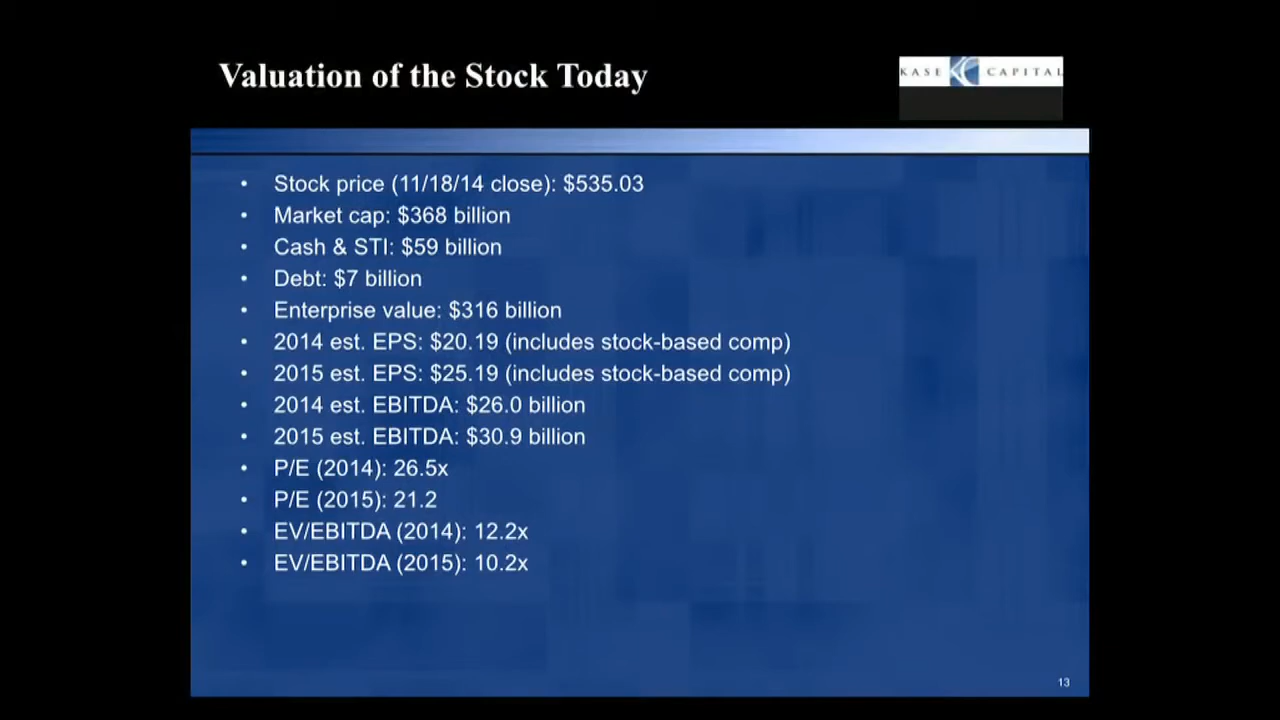 Valuation of the Stock Today
KASE CAPITAL
• Stock price (11/18/14 close): $535.03
• Market cap: $368 billion
• Cash & STI: $59 billion
• Debt: $7 billion
• Enterprise value: $316 billion
• 2014 est. EPS: $20.19 (includes stock-based comp)
• 2015 est. EPS: $25.19 (includes stock-based comp)
• 2014 est. EBITDA: $26.0 billion
• 2015 est. EBITDA: $30.9 billion
• P/E (2014): 26.5x
• P/E (2015): 21.2
• EV/EBITDA (2014): 12.2x
• EV/EBITDA (2015): 10.2x
13